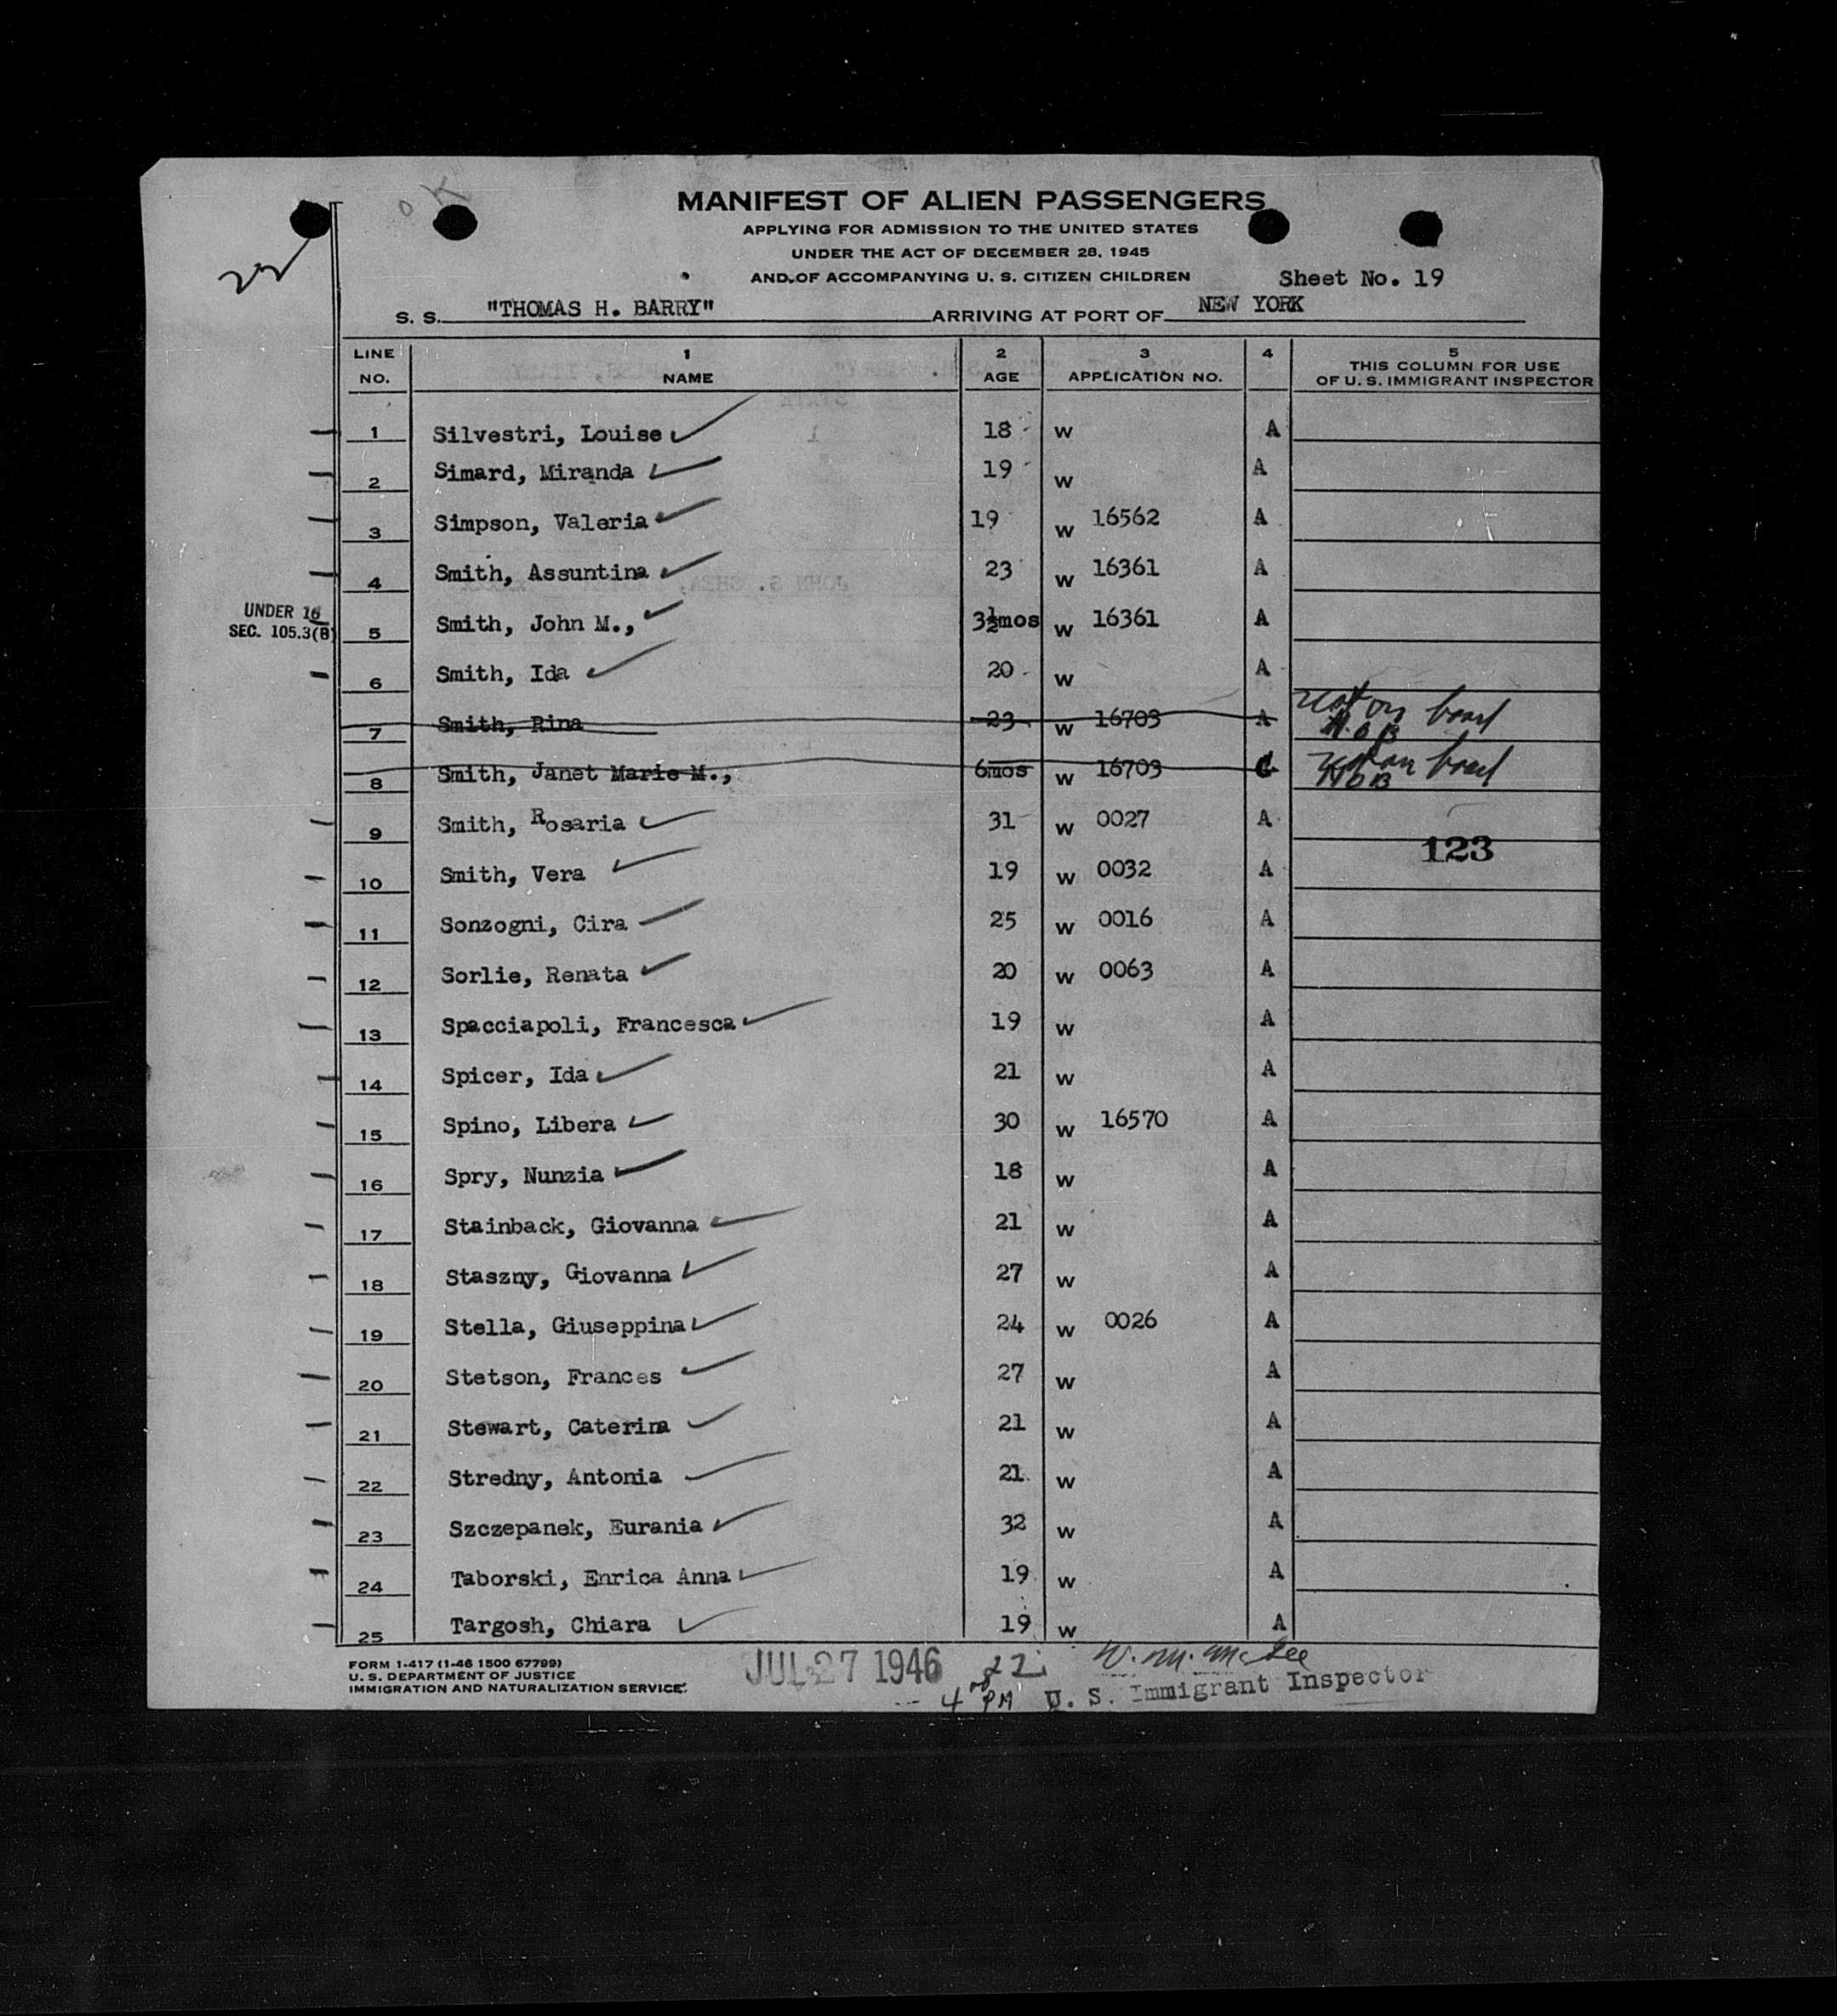 O K
MANIFEST OF ALIEN PASSENGERS
APPLYING FOR ADMISSION TO THE UNITED STATES
UNDER THE ACT OF DECEMBER 28, 1945
AND OF ACCOMPANYING U. S. CITIZEN CHILDREN
Sheet No. 19
22
S. S. "THOMAS H. BARRY" ARRIVING AT PORT OF NEW YORK
LINE NO. 1 NAME 2 AGE 3 APPLICATION NO. 4 5 THIS COLUMN FOR USE OF U. S. IMMIGRANT INSPECTOR
1 Silvestri, Louise 18 W A
2 Simard, Miranda 19 W A
3 Simpson, Valeria 19 W 16562 A
4 Smith, Assuntina 23 W 16361 A
UNDER 16
SEC. 105.3(B)
5 Smith, John M., 3½mos W 16361 A
6 Smith, Ida 20 W A
7 Smith, Rina 23 W 16703 A not on board N.O.B
8 Smith, Janet Marie M., 6mos W 16703 C not on board NOB
9 Smith, Rosaria 31 W 0027 A
123
10 Smith, Vera 19 W 0032 A
11 Sonzogni, Cira 25 W 0016 A
12 Sorlie, Renata 20 W 0063 A
13 Spacciapoli, Francesca 19 W A
14 Spicer, Ida 21 W A
15 Spino, Libera 30 W 16570 A
16 Spry, Nunzia 18 W A
17 Stainback, Giovanna 21 W A
18 Staszny, Giovanna 27 W A
19 Stella, Giuseppina 24 W 0026 A
20 Stetson, Frances 27 W A
21 Stewart, Caterina 21 W A
22 Stredny, Antonia 21 W A
23 Szczepanek, Eurania 32 W A
24 Taborski, Enrica Anna 19 W A
25 Targosh, Chiara 19 W A
FORM I-417 (1-46 1500 67799)
U. S. DEPARTMENT OF JUSTICE
IMMIGRATION AND NATURALIZATION SERVICE
JUL 27 1946
22
4 PM
W. M. McGee
U. S. Immigrant Inspector